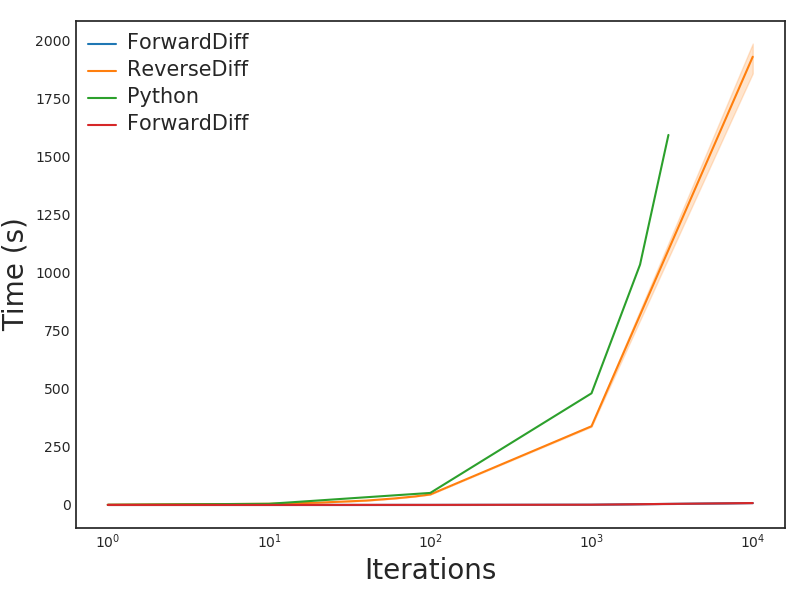 ForwardDiff
ReverseDiff
Python
ForwardDiff
Time (s)
2000
1750
1500
1250
1000
750
500
250
0
10⁰ 10¹ 10² 10³ 10⁴
Iterations